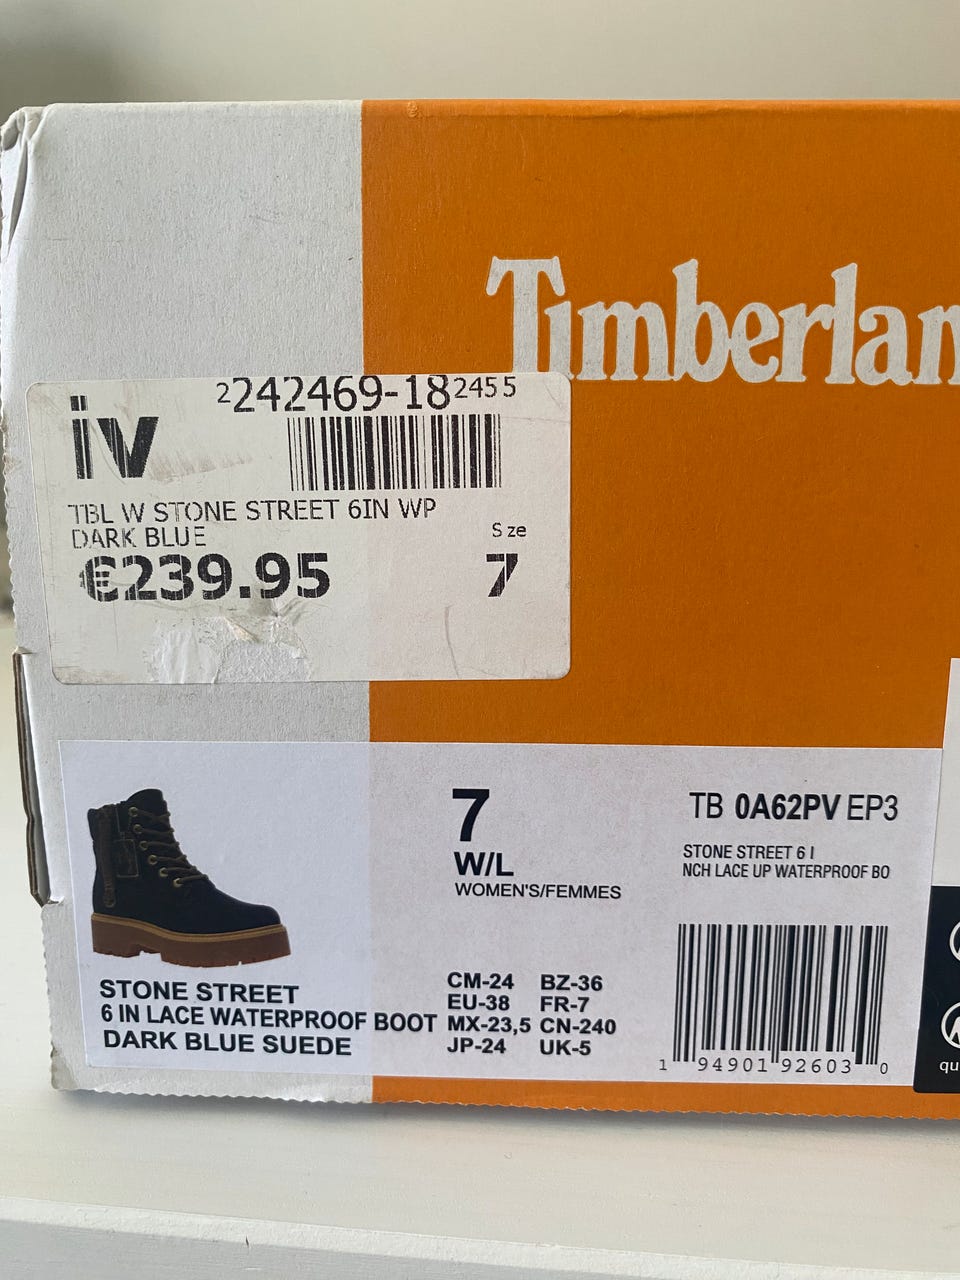 Timberlan
2242469-182455
iv
TBL W STONE STREET 6IN WP
DARK BLUE
Size
€239.95
7
7
W/L
WOMEN'S/FEMMES
TB 0A62PV EP3
STONE STREET 6 I
NCH LACE UP WATERPROOF BO
STONE STREET
6 IN LACE WATERPROOF BOOT
DARK BLUE SUEDE
CM-24 BZ-36
EU-38 FR-7
MX-23,5 CN-240
JP-24 UK-5
1 94901 92603 0
qu